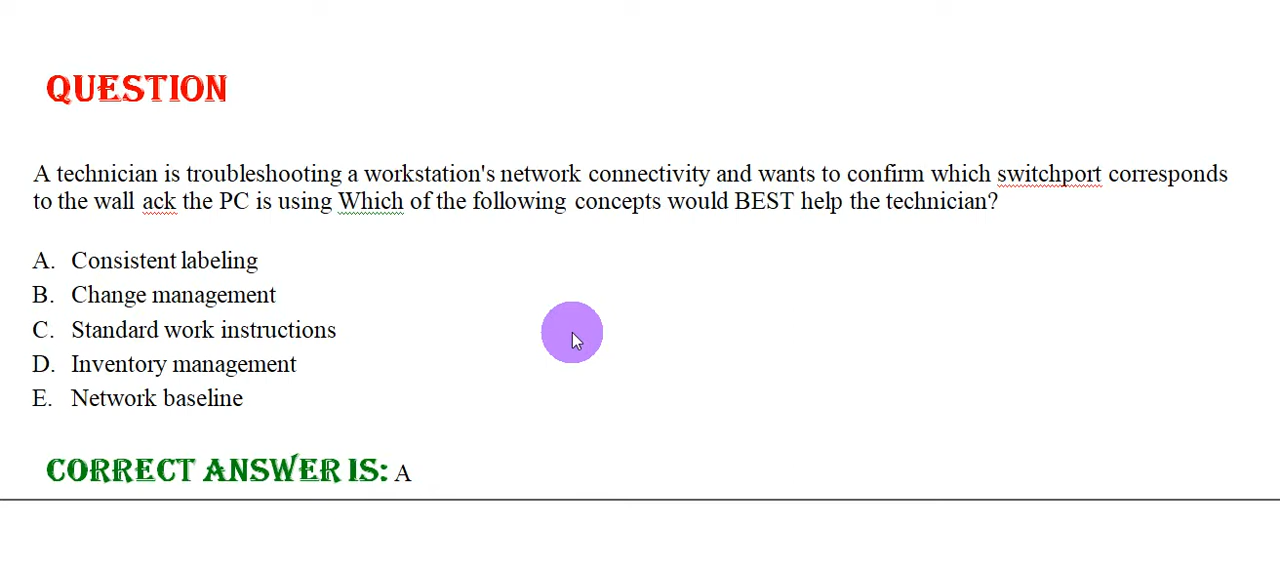 QUESTION
A technician is troubleshooting a workstation's network connectivity and wants to confirm which switchport corresponds
to the wall ack the PC is using Which of the following concepts would BEST help the technician?
A. Consistent labeling
B. Change management
C. Standard work instructions
D. Inventory management
E. Network baseline
CORRECT ANSWER IS: A